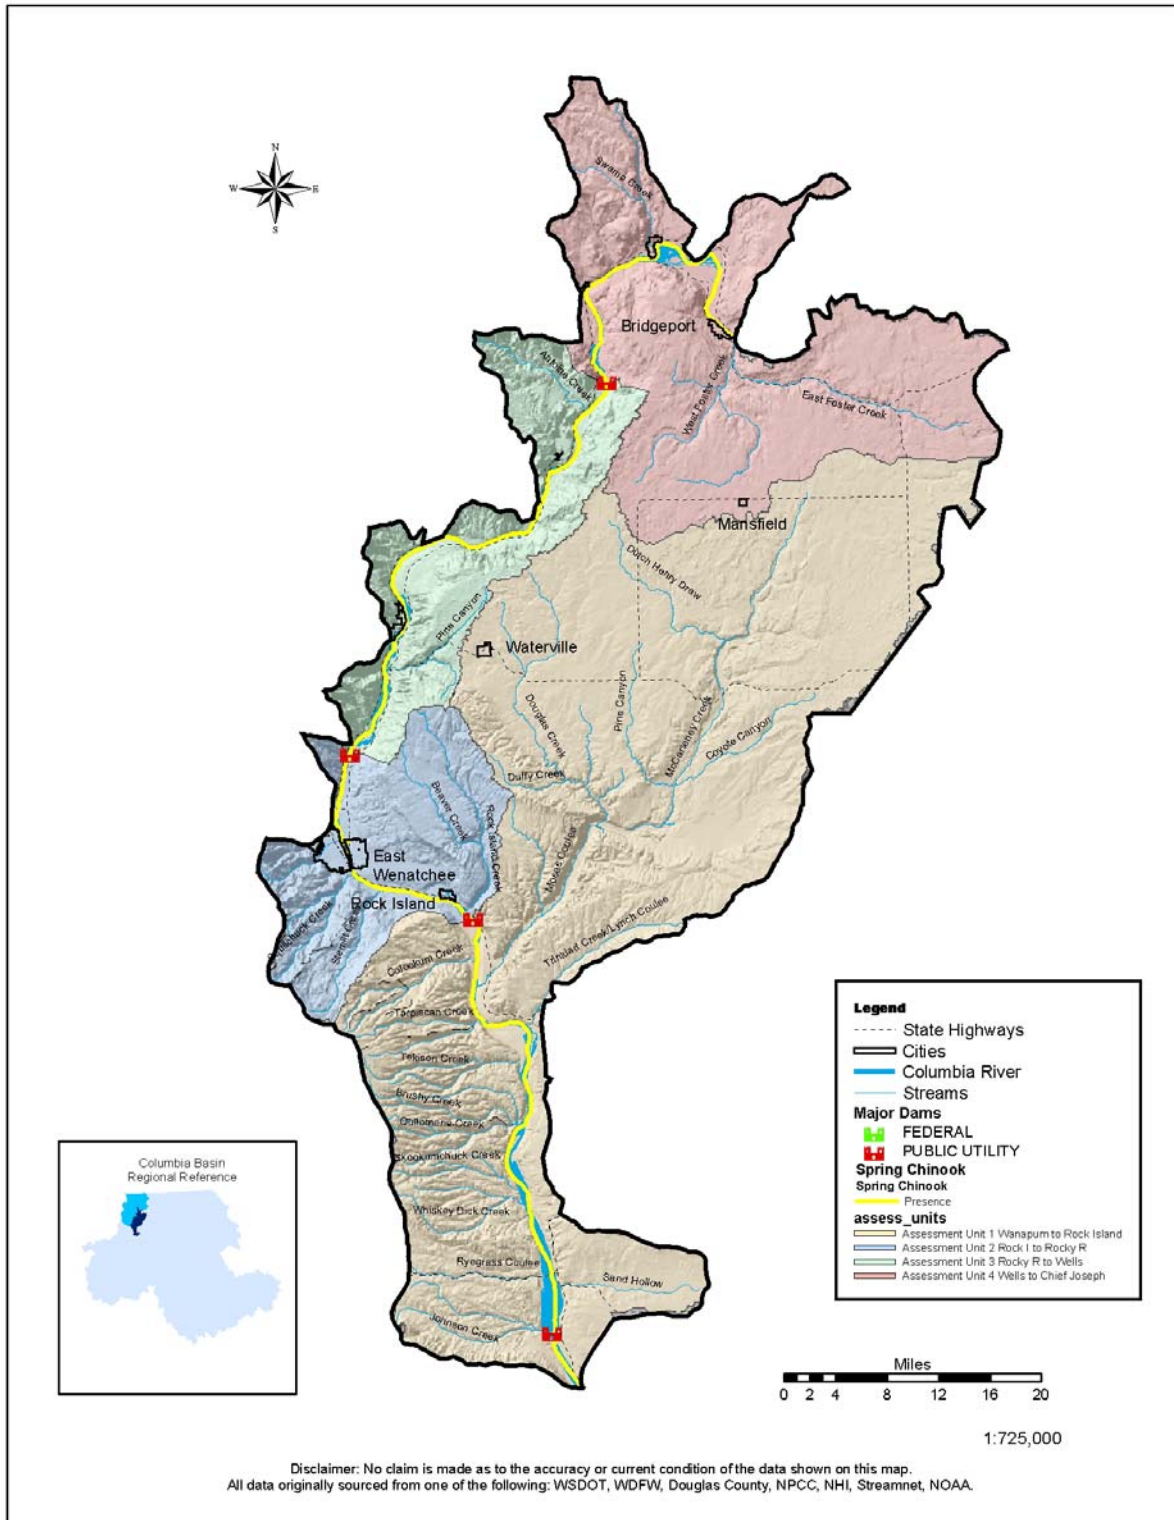 N
W
E
S
Swamp Creek
Bridgeport
Antoine Creek
West Foster Creek
East Foster Creek
Mansfield
Dutch Henry Draw
Pine Canyon
Waterville
Douglas Creek
Pine Canyon
McCarteney Creek
Coyote Canyon
Duffy Creek
Beaver Creek
Rock Island Creek
Moses Coulee
East
Wenatchee
Rock Island
Stemilt Creek
Colockum Creek
Trinidad Creek/Lynch Coulee
Tarpiscan Creek
Tekison Creek
Brushy Creek
Quilomene Creek
Skookumchuck Creek
Whiskey Dick Creek
Ryegrass Coulee
Sand Hollow
Johnson Creek
Legend
State Highways
Cities
Columbia River
Streams
Major Dams
FEDERAL
PUBLIC UTILITY
Spring Chinook
Spring Chinook
Presence
assess_units
Assessment Unit 1 Wanapum to Rock Island
Assessment Unit 2 Rock I to Rocky R
Assessment Unit 3 Rocky R to Wells
Assessment Unit 4 Wells to Chief Joseph
Columbia Basin
Regional Reference
Miles
0 2 4 8 12 16 20
1:725,000
Disclaimer: No claim is made as to the accuracy or current condition of the data shown on this map.
All data originally sourced from one of the following: WSDOT, WDFW, Douglas County, NPCC, NHI, Streamnet, NOAA.